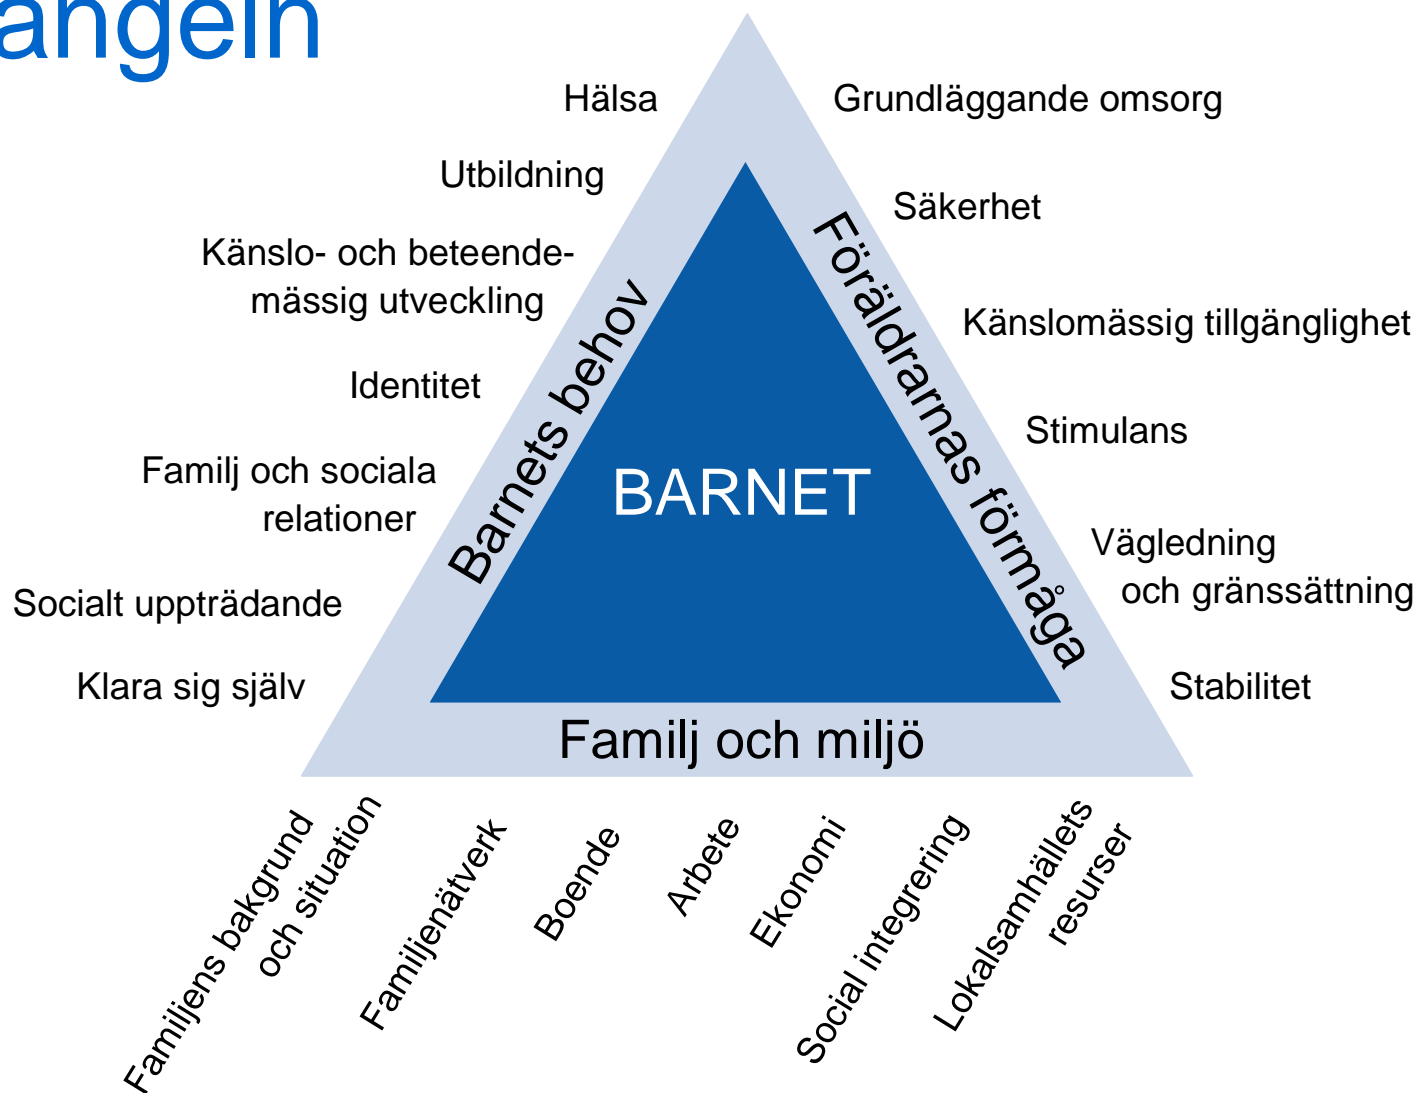 angeln
Hälsa
Utbildning
Känslo- och beteende-
mässig utveckling
Identitet
Familj och sociala
relationer
Socialt uppträdande
Klara sig själv
Barnets behov
BARNET
Föräldrarnas förmåga
Grundläggande omsorg
Säkerhet
Känslomässig tillgänglighet
Stimulans
Vägledning
och gränssättning
Stabilitet
Familj och miljö
Familjens bakgrund
och situation
Familjenätverk
Boende
Arbete
Ekonomi
Social integrering
Lokalsamhällets
resurser